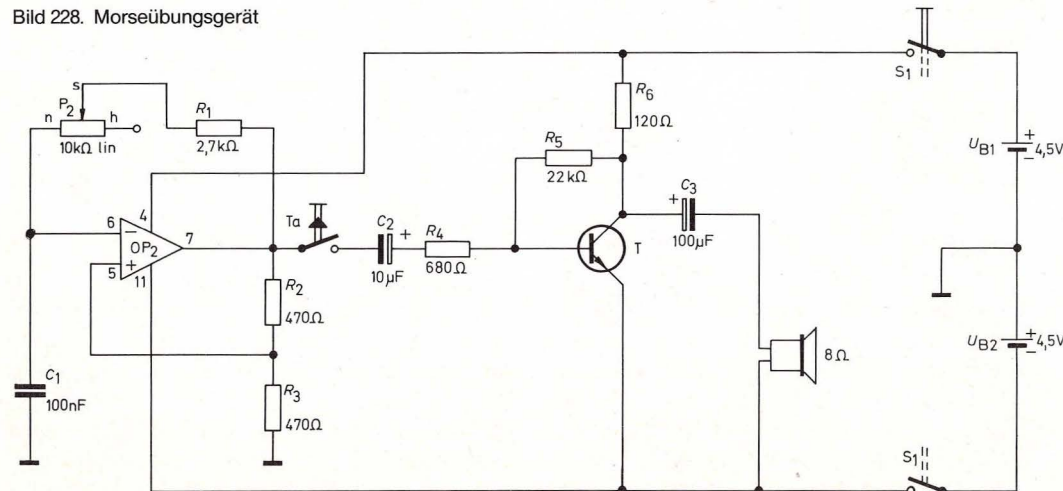 Bild 228. Morseübungsgerät
S1
s
P2
n
h
10kΩ lin
R1
2,7kΩ
R6
120Ω
R5
22kΩ
UB1
+
−
4,5V
6
−
4
OP2
7
5
+
11
Ta
C2
+
10µF
R4
680Ω
T
C3
+
100µF
R2
470Ω
8Ω
UB2
+
−
4,5V
C1
100nF
R3
470Ω
S1